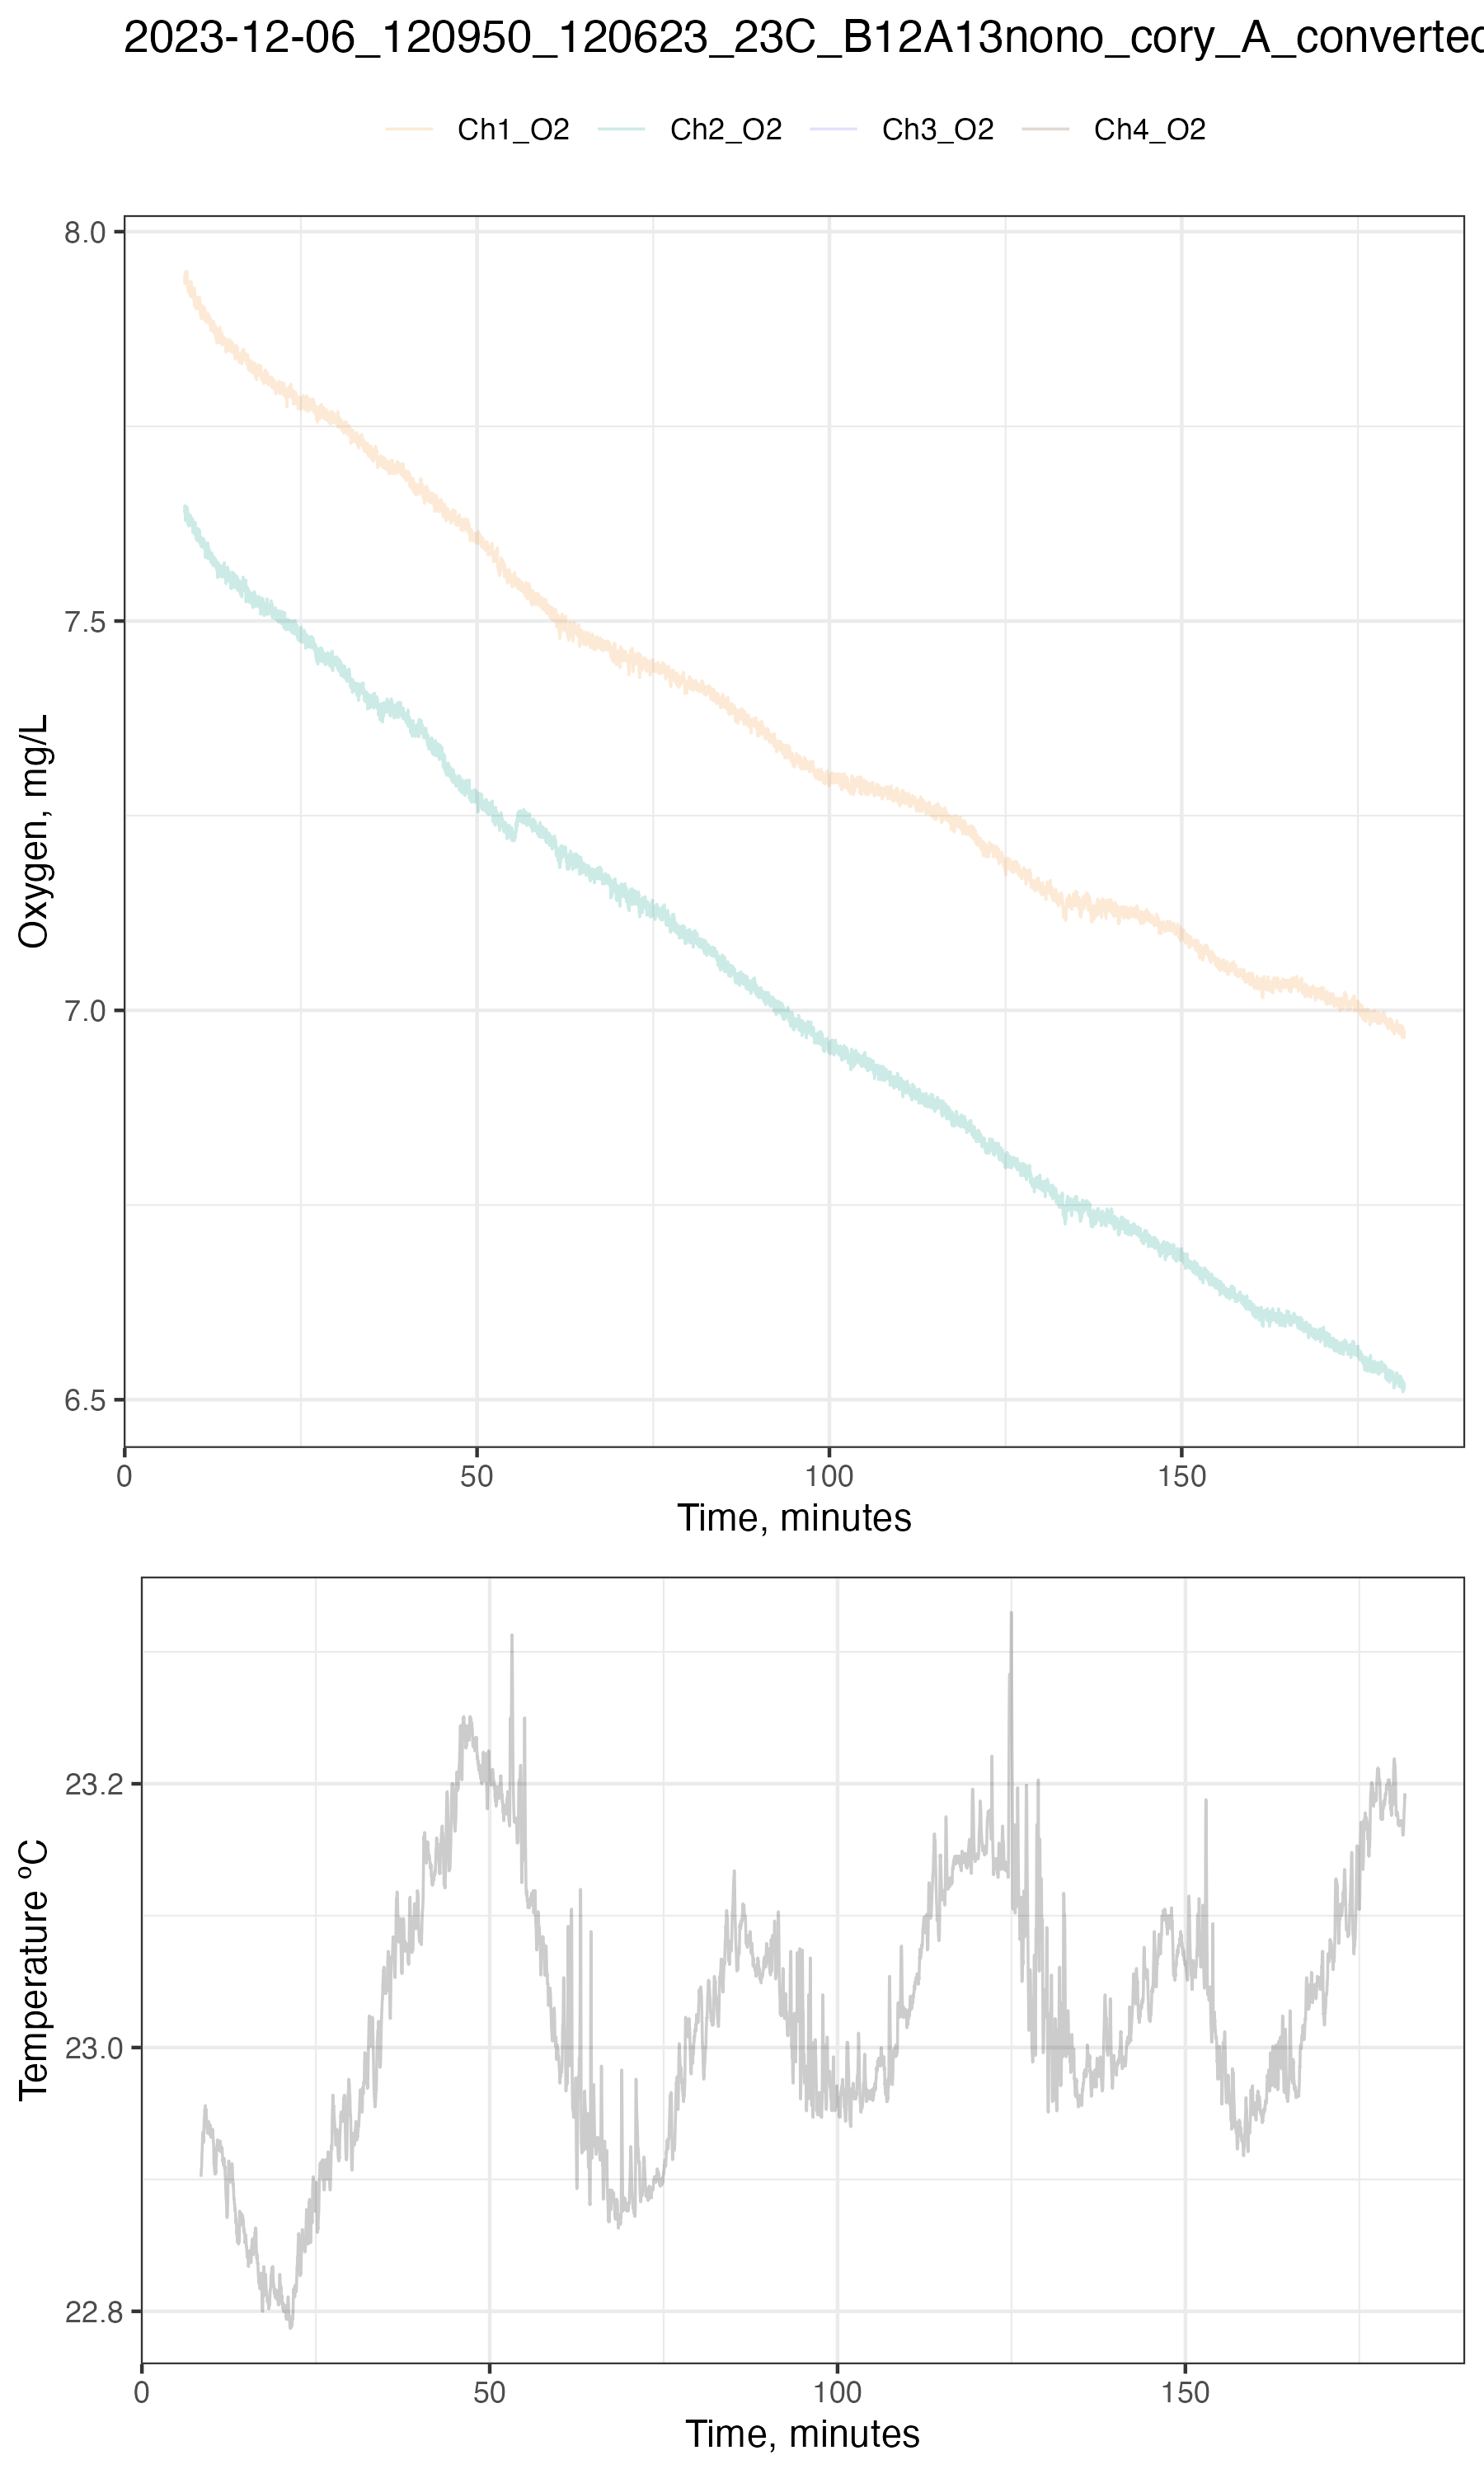 2023-12-06_120950_120623_23C_B12A13nono_cory_A_converted
Ch1_O2 Ch2_O2 Ch3_O2 Ch4_O2
8.0
7.5
7.0
6.5
Oxygen, mg/L
0 50 100 150
Time, minutes
23.2
23.0
22.8
Temperature ºC
0 50 100 150
Time, minutes